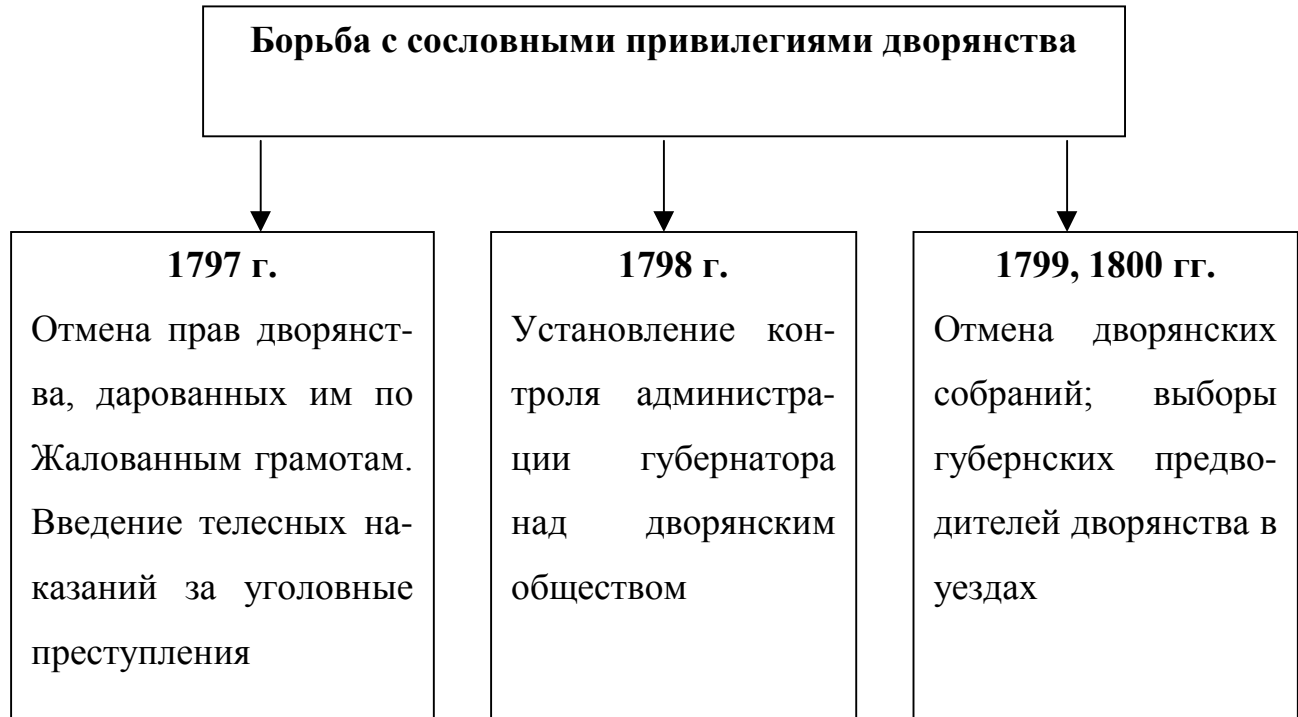 Борьба с сословными привилегиями дворянства
1797 г.
Отмена прав дворянст-
ва, дарованных им по
Жалованным грамотам.
Введение телесных на-
казаний за уголовные
преступления
1798 г.
Установление кон-
троля администра-
ции губернатора
над дворянским
обществом
1799, 1800 гг.
Отмена дворянских
собраний; выборы
губернских предво-
дителей дворянства в
уездах